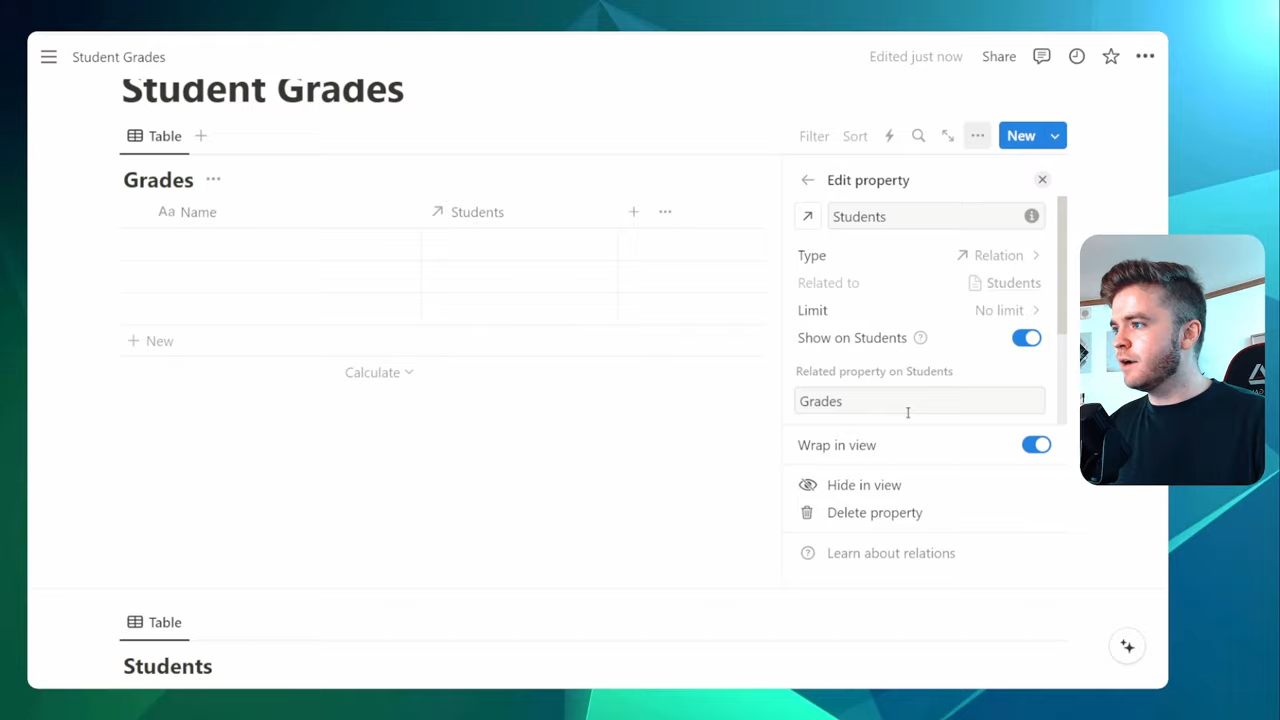 Student Grades
Edited just now
Share
Student Grades
Table
Filter
Sort
New
Grades
Aa Name
Students
New
Calculate
Edit property
Students
Type
Relation
Related to
Students
Limit
No limit
Show on Students
Related property on Students
Grades
Wrap in view
Hide in view
Delete property
Learn about relations
Table
Students